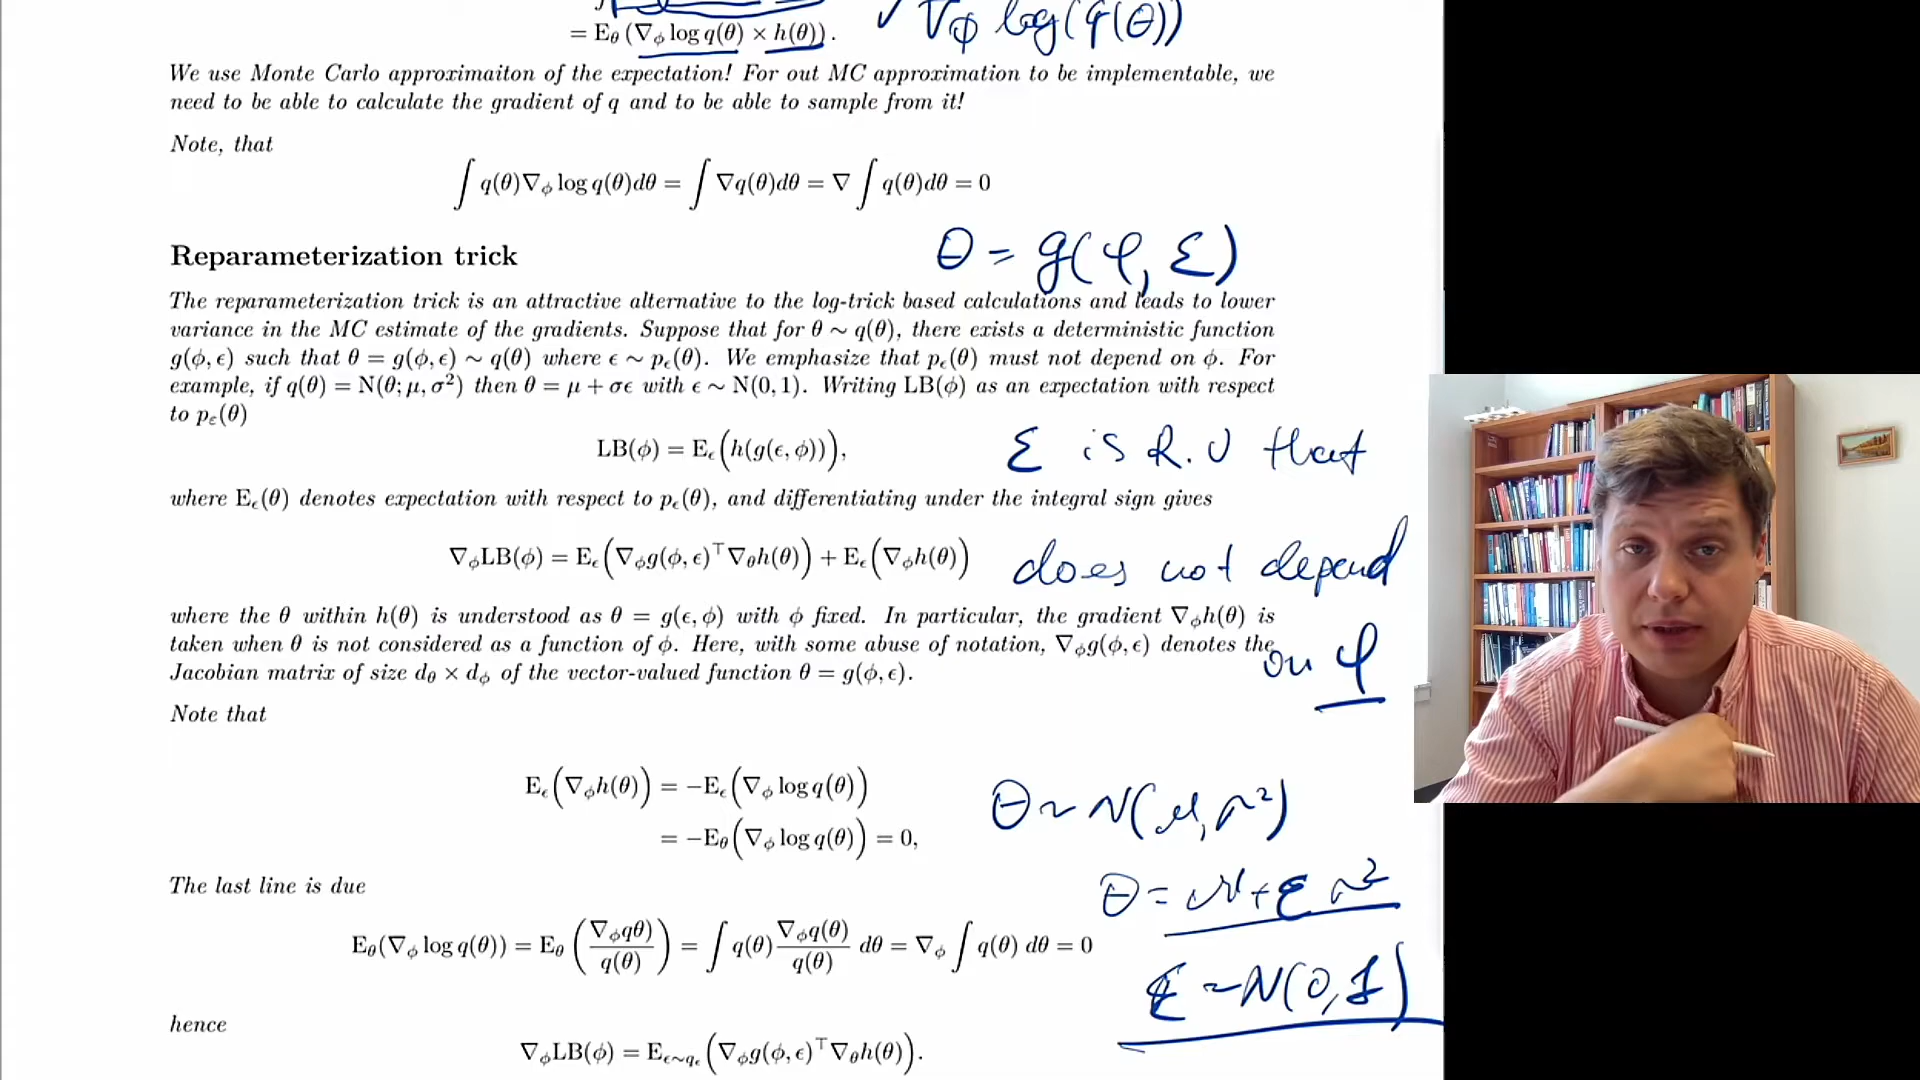 = E_θ (∇_ϕ log q(θ) × h(θ)) .
∇φ log(q(θ))
We use Monte Carlo approximaiton of the expectation! For out MC approximation to be implementable, we
need to be able to calculate the gradient of q and to be able to sample from it!
Note, that
∫ q(θ)∇_ϕ log q(θ)dθ = ∫ ∇q(θ)dθ = ∇ ∫ q(θ)dθ = 0
Reparameterization trick
θ = g(φ, ε)
The reparameterization trick is an attractive alternative to the log-trick based calculations and leads to lower
variance in the MC estimate of the gradients. Suppose that for θ ∼ q(θ), there exists a deterministic function
g(ϕ, ϵ) such that θ = g(ϕ, ϵ) ∼ q(θ) where ϵ ∼ p_ϵ(θ). We emphasize that p_ϵ(θ) must not depend on ϕ. For
example, if q(θ) = N(θ; μ, σ²) then θ = μ + σϵ with ϵ ∼ N(0, 1). Writing LB(ϕ) as an expectation with respect
to p_ε(θ)
LB(ϕ) = E_ϵ(h(g(ϵ, ϕ))),
ε is R.V that
where E_ϵ(θ) denotes expectation with respect to p_ϵ(θ), and differentiating under the integral sign gives
∇_ϕLB(ϕ) = E_ϵ(∇_ϕg(ϕ, ϵ)^⊤∇_θh(θ)) + E_ϵ(∇_ϕh(θ))
does not depend
where the θ within h(θ) is understood as θ = g(ϵ, ϕ) with ϕ fixed. In particular, the gradient ∇_ϕh(θ) is
taken when θ is not considered as a function of ϕ. Here, with some abuse of notation, ∇_ϕg(ϕ, ϵ) denotes the
on φ
Jacobian matrix of size d_θ × d_ϕ of the vector-valued function θ = g(ϕ, ϵ).
Note that
E_ϵ(∇_ϕh(θ)) = −E_ϵ(∇_ϕ log q(θ))
= −E_θ(∇_ϕ log q(θ)) = 0,
θ ~ N(μ, σ²)
The last line is due
θ = μ + ε σ²
E_θ(∇_ϕ log q(θ)) = E_θ (∇_ϕqθ) / q(θ)) = ∫ q(θ) ∇_ϕq(θ) / q(θ) dθ = ∇_ϕ ∫ q(θ) dθ = 0
ε ~ N(0, 1)
hence
∇_ϕLB(ϕ) = E_ϵ∼q_ϵ (∇_ϕg(ϕ, ϵ)^⊤∇_θh(θ)).